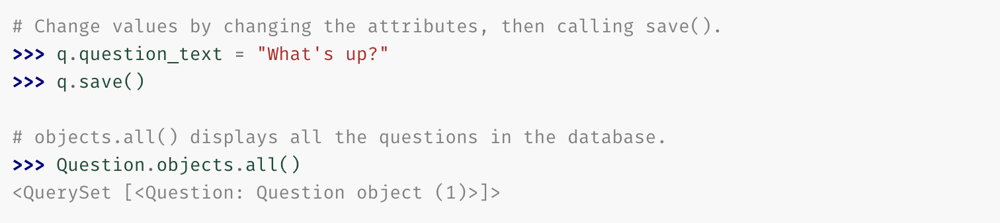 # Change values by changing the attributes, then calling save().
>>> q.question_text = "What's up?"
>>> q.save()
# objects.all() displays all the questions in the database.
>>> Question.objects.all()
<QuerySet [<Question: Question object (1)>]>